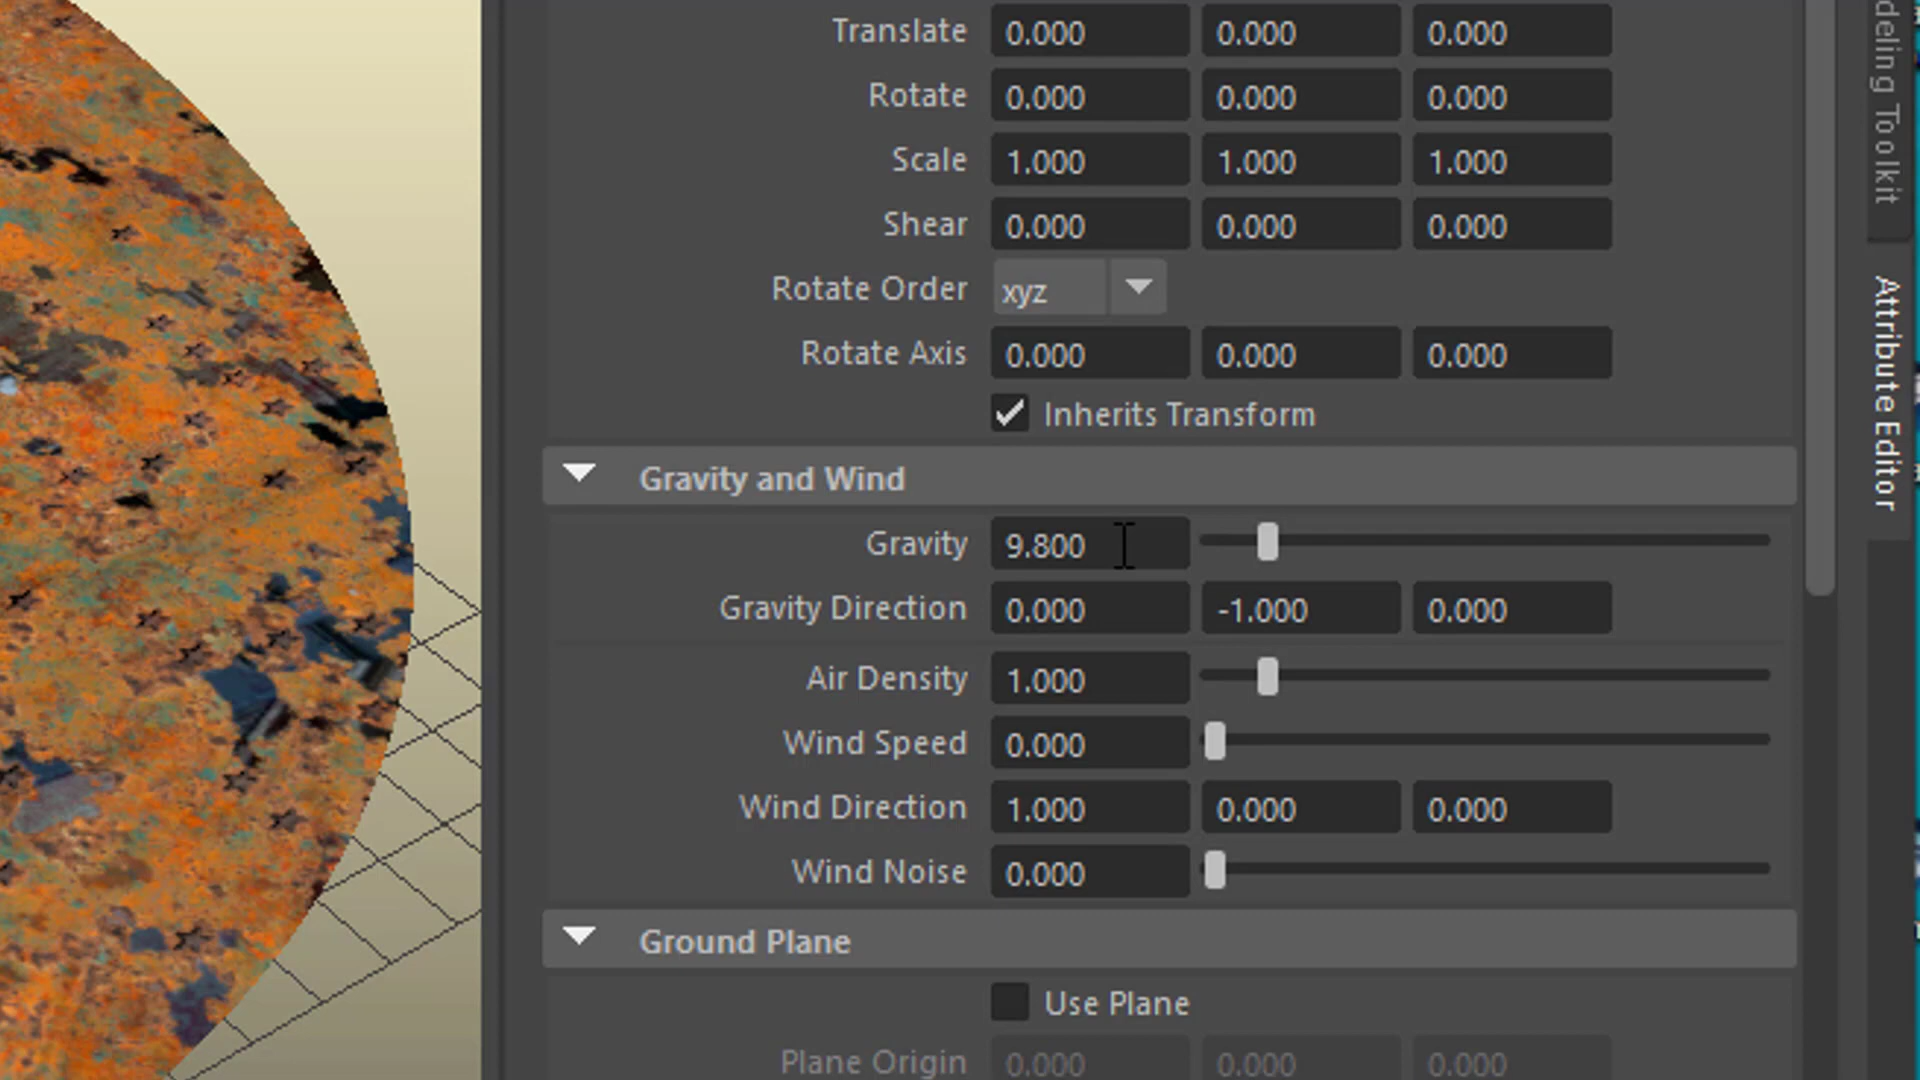 Translate 0.000 0.000 0.000
Rotate 0.000 0.000 0.000
Scale 1.000 1.000 1.000
Shear 0.000 0.000 0.000
Rotate Order xyz
Rotate Axis 0.000 0.000 0.000
Inherits Transform
Gravity and Wind
Gravity 9.800
Gravity Direction 0.000 -1.000 0.000
Air Density 1.000
Wind Speed 0.000
Wind Direction 1.000 0.000 0.000
Wind Noise 0.000
Ground Plane
Use Plane
Plane Origin 0.000 0.000 0.000
deling Toolkit
Attribute Editor